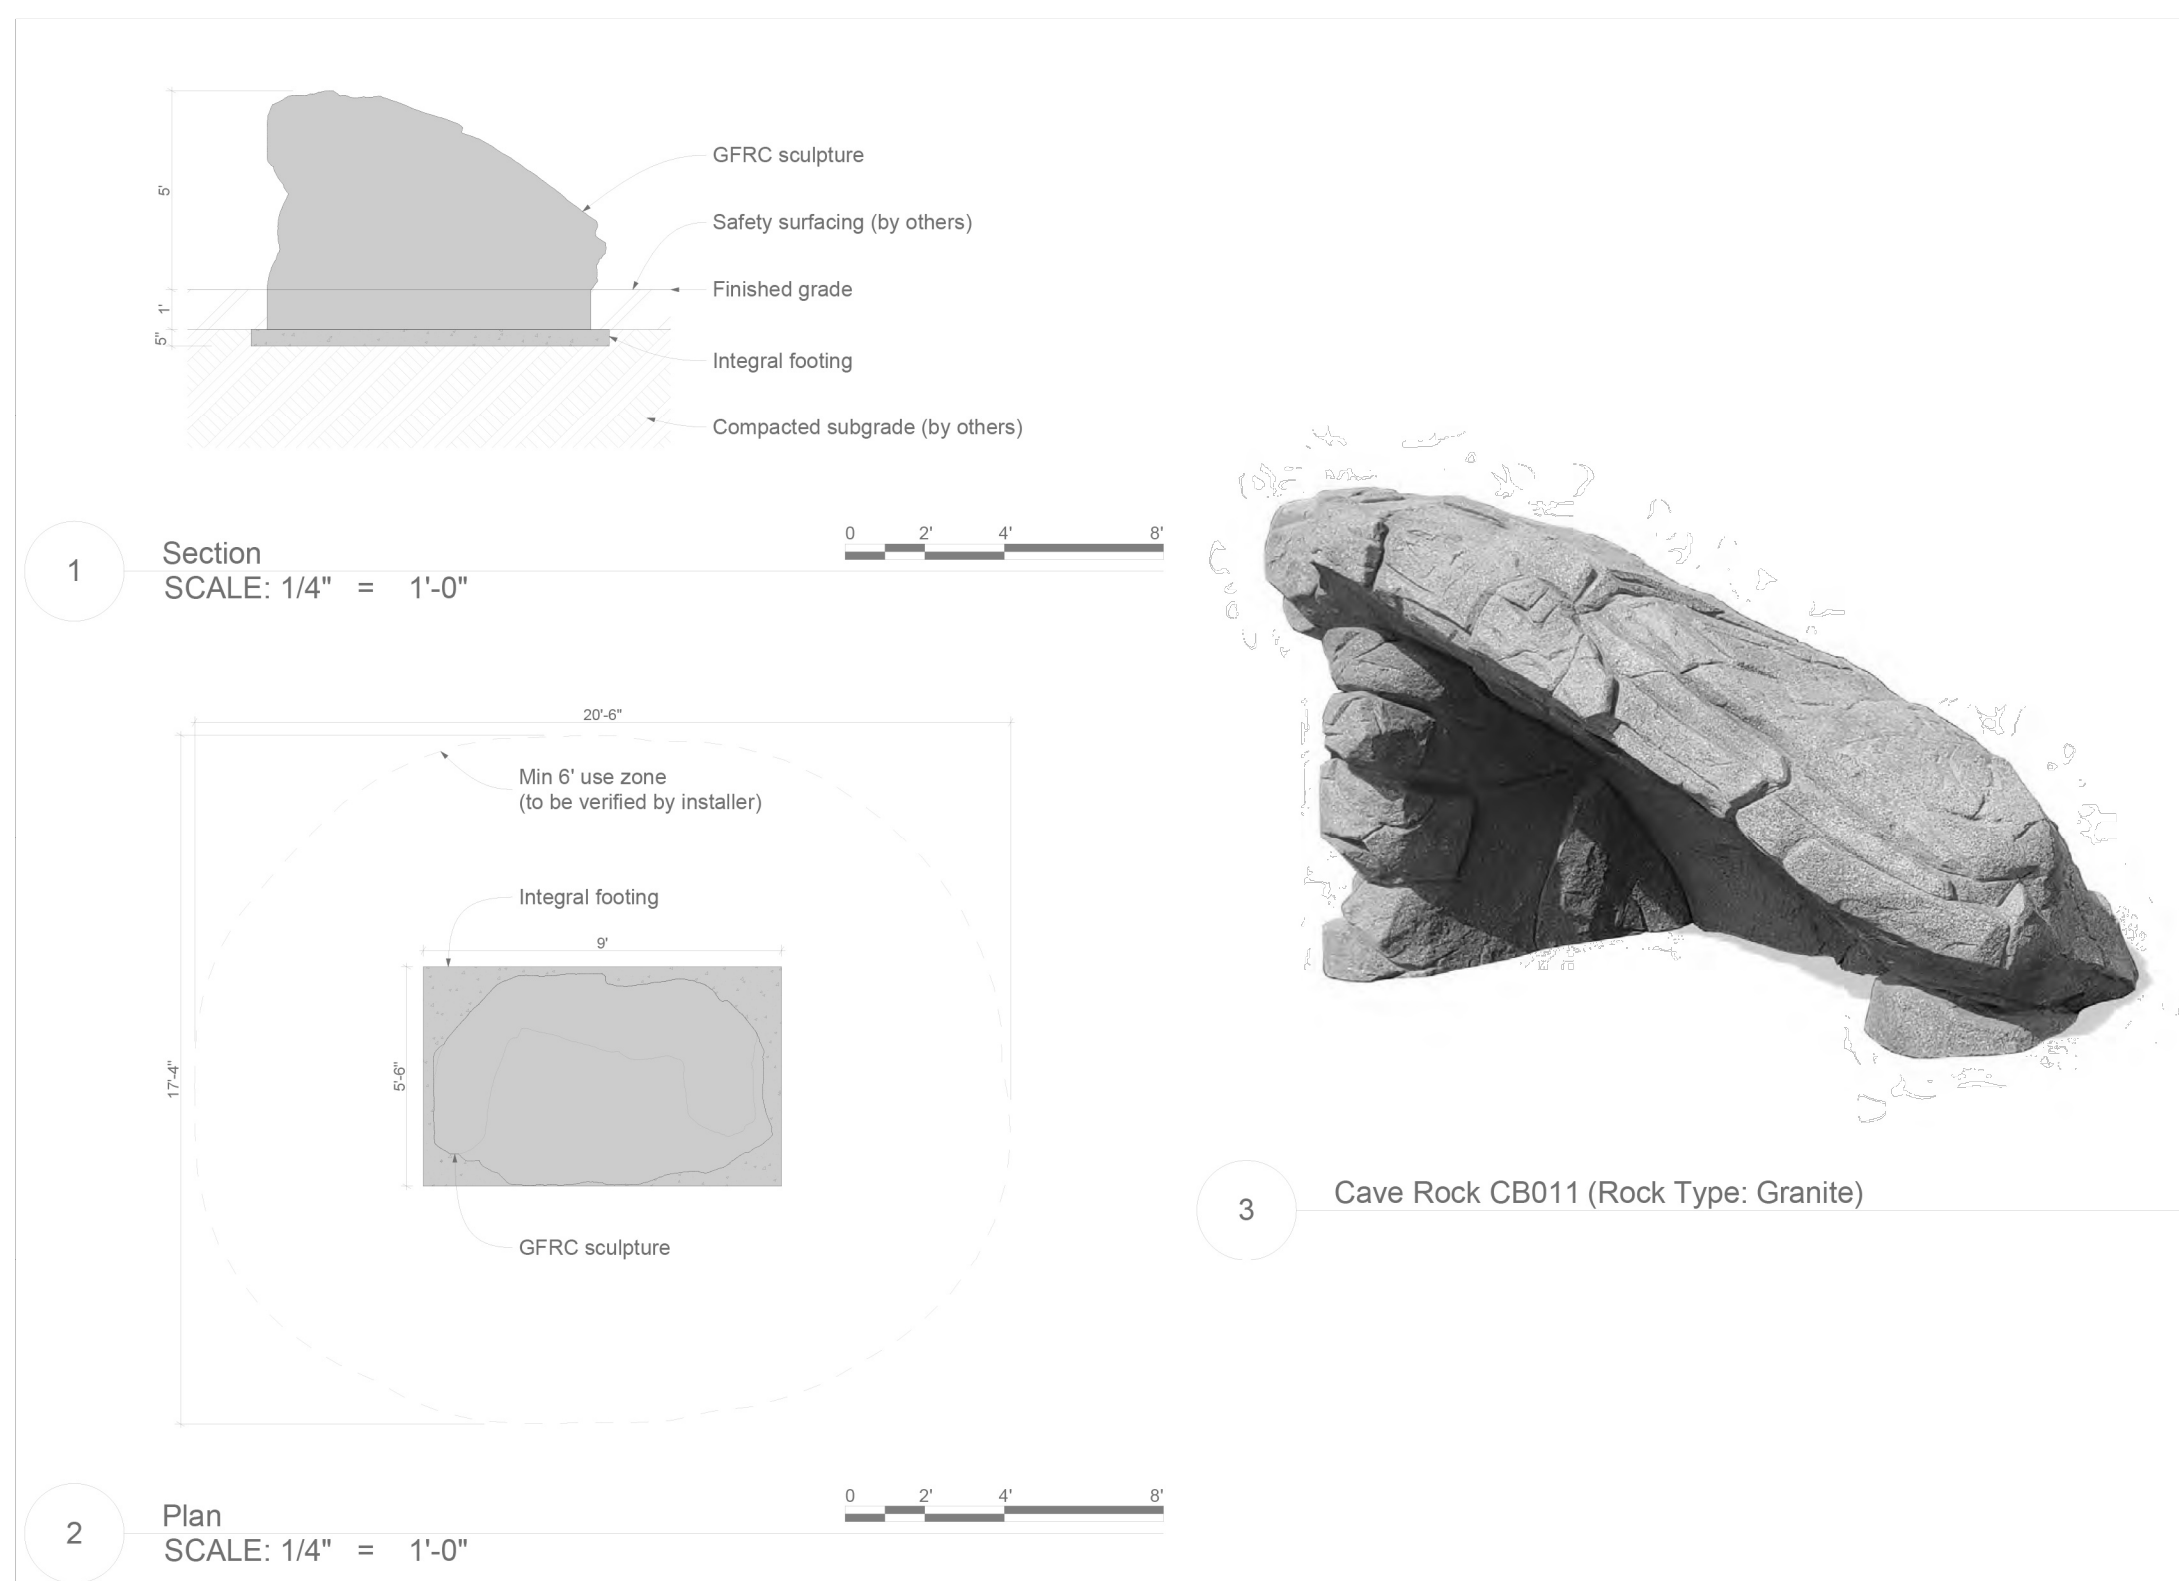 5'
1'
5"
GFRC sculpture
Safety surfacing (by others)
Finished grade
Integral footing
Compacted subgrade (by others)
1
Section
SCALE: 1/4" = 1'-0"
0 2' 4' 8'
20'-6"
17'-4"
Min 6' use zone
(to be verified by installer)
Integral footing
9'
5'-6"
GFRC sculpture
2
Plan
SCALE: 1/4" = 1'-0"
0 2' 4' 8'
3
Cave Rock CB011 (Rock Type: Granite)